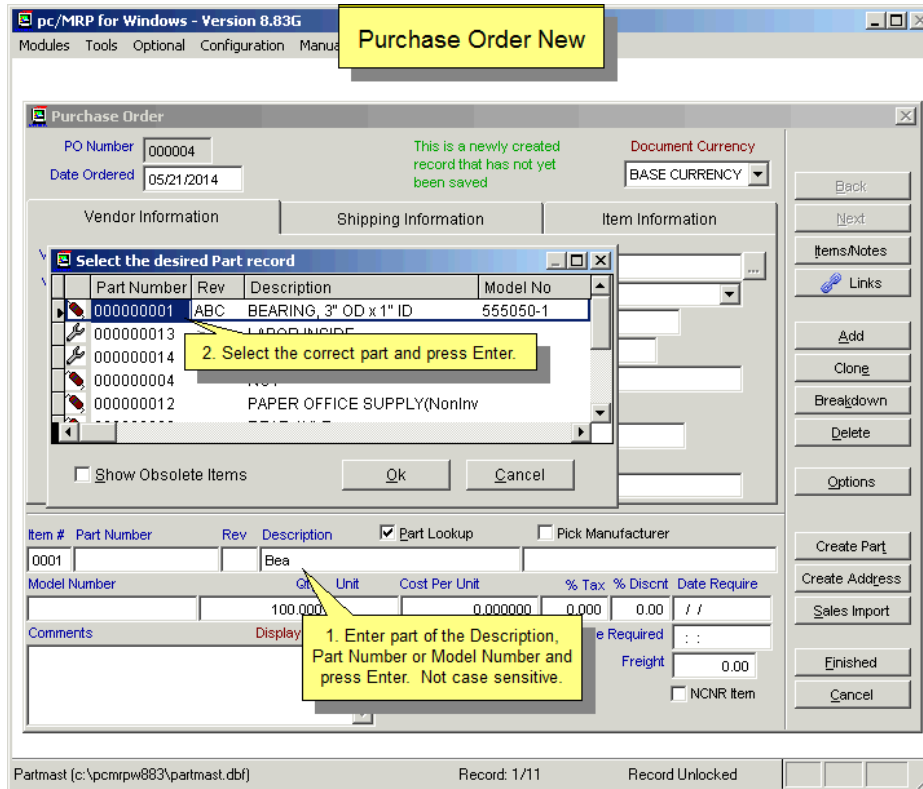 pc/MRP for Windows - Version 8.83G
Purchase Order New
Modules Tools Optional Configuration
Purchase Order
PO Number 000004
Date Ordered 05/21/2014
This is a newly created
record that has not yet
been saved
Document Currency
BASE CURRENCY
Vendor Information Shipping Information Item Information
...
Select the desired Part record
Part Number Rev Description Model No
000000001 ABC BEARING, 3" OD x 1" ID 555050-1
000000013
000000014
2. Select the correct part and press Enter.
000000004
000000012 PAPER OFFICE SUPPLY(NonInv
Show Obsolete Items Ok Cancel
Item # Part Number Rev Description Part Lookup Pick Manufacturer
0001 Bea
Model Number Unit Cost Per Unit % Tax % Discnt Date Require
100.000 0.000000 0.000 0.00 / /
Comments Display Required : :
1. Enter part of the Description,
Part Number or Model Number and
press Enter. Not case sensitive.
Freight 0.00
NCNR Item
Back
Next
Items/Notes
Links
Add
Clone
Breakdown
Delete
Options
Create Part
Create Address
Sales Import
Finished
Cancel
Partmast (c:\pcmrpw883\partmast.dbf) Record: 1/11 Record Unlocked